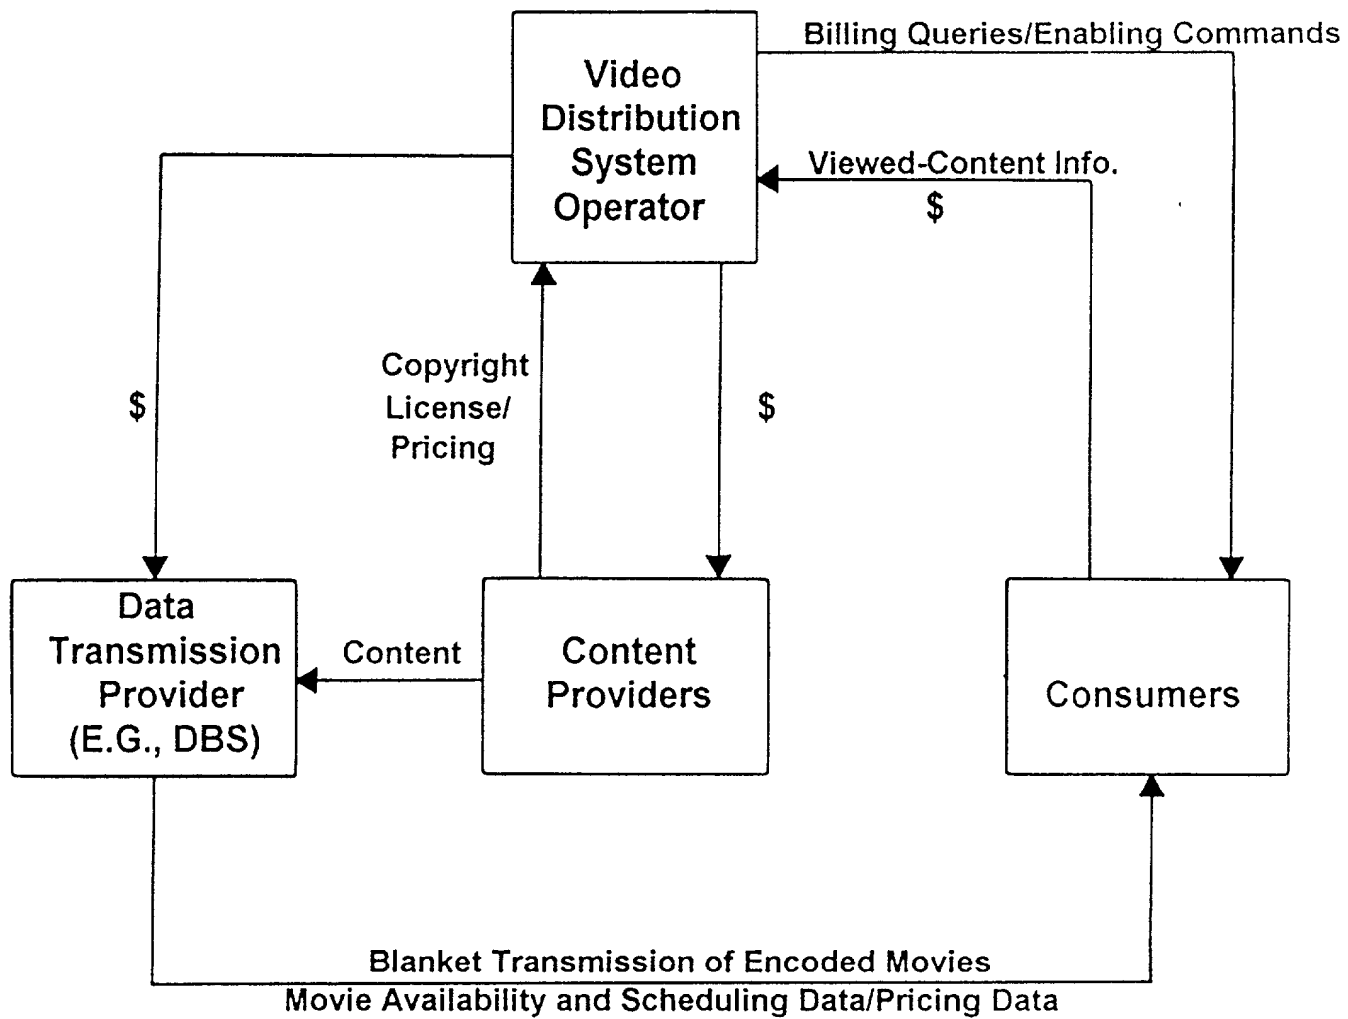 Billing Queries/Enabling Commands
Video
Distribution
System
Operator
Viewed-Content Info.
$
Copyright
License/
Pricing
$
$
Data
Transmission
Provider
(E.G., DBS)
Content
Content
Providers
Consumers
Blanket Transmission of Encoded Movies
Movie Availability and Scheduling Data/Pricing Data